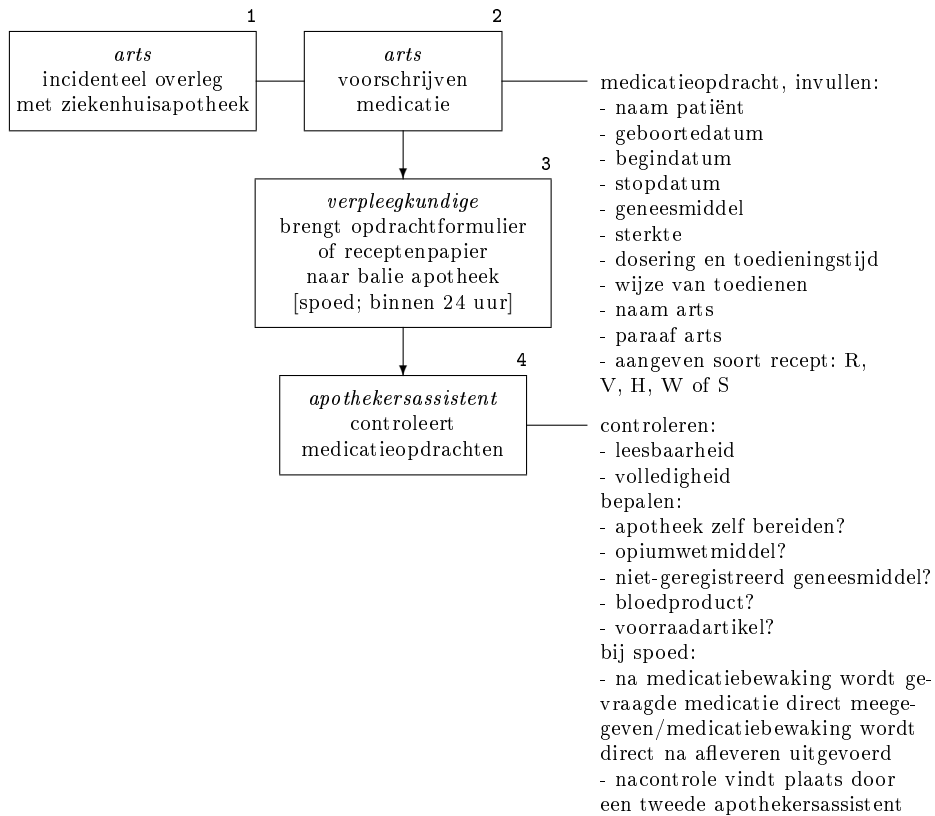 1
arts
incidenteel overleg
met ziekenhuisapotheek
2
arts
voorschrijven
medicatie
medicatieopdracht, invullen:
- naam patiënt
- geboortedatum
- begindatum
- stopdatum
- geneesmiddel
- sterkte
- dosering en toedieningstijd
- wijze van toedienen
- naam arts
- paraaf arts
- aangeven soort recept: R,
V, H, W of S
3
verpleegkundige
brengt opdrachtformulier
of receptenpapier
naar balie apotheek
[spoed; binnen 24 uur]
4
apothekersassistent
controleert
medicatieopdrachten
controleren:
- leesbaarheid
- volledigheid
bepalen:
- apotheek zelf bereiden?
- opiumwetmiddel?
- niet-geregistreerd geneesmiddel?
- bloedproduct?
- voorraadartikel?
bij spoed:
- na medicatiebewaking wordt ge-
vraagde medicatie direct meege-
geven/medicatiebewaking wordt
direct na afleveren uitgevoerd
- nacontrole vindt plaats door
een tweede apothekersassistent